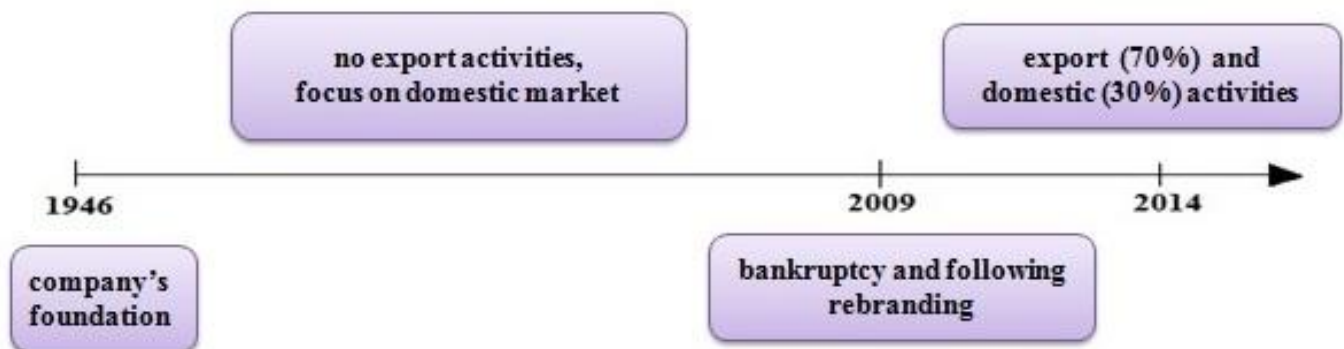 no export activities,
focus on domestic market
export (70%) and
domestic (30%) activities
1946
2009
2014
company’s
foundation
bankruptcy and following
rebranding